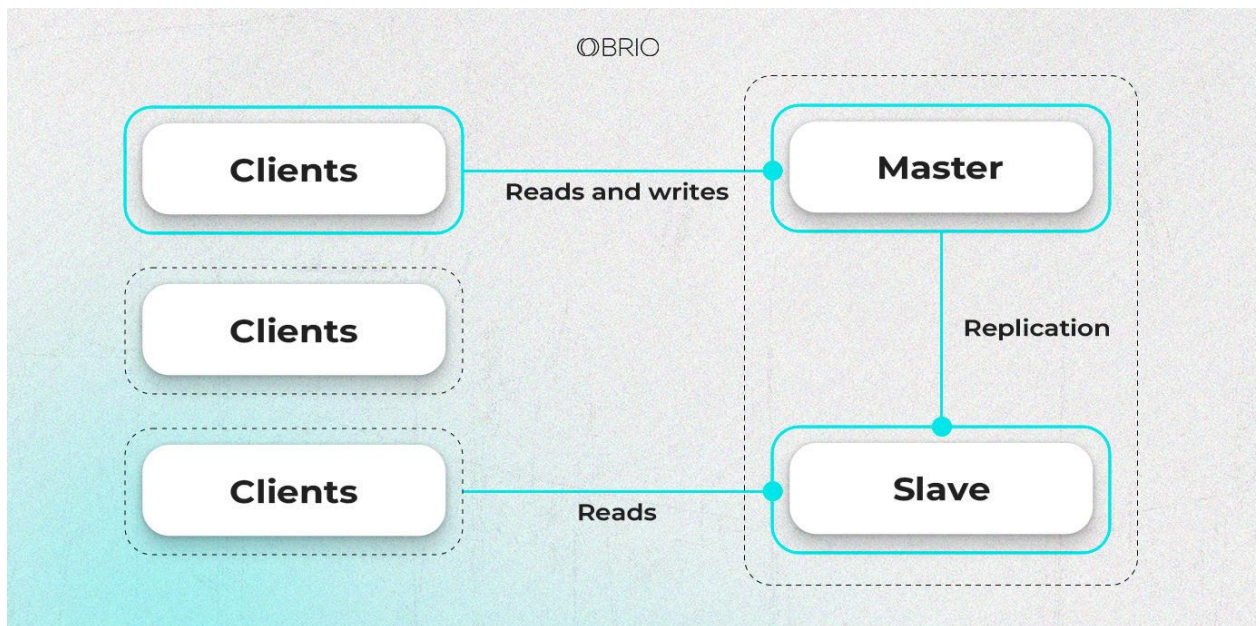 OBRIO
Clients
Master
Reads and writes
Clients
Replication
Clients
Slave
Reads